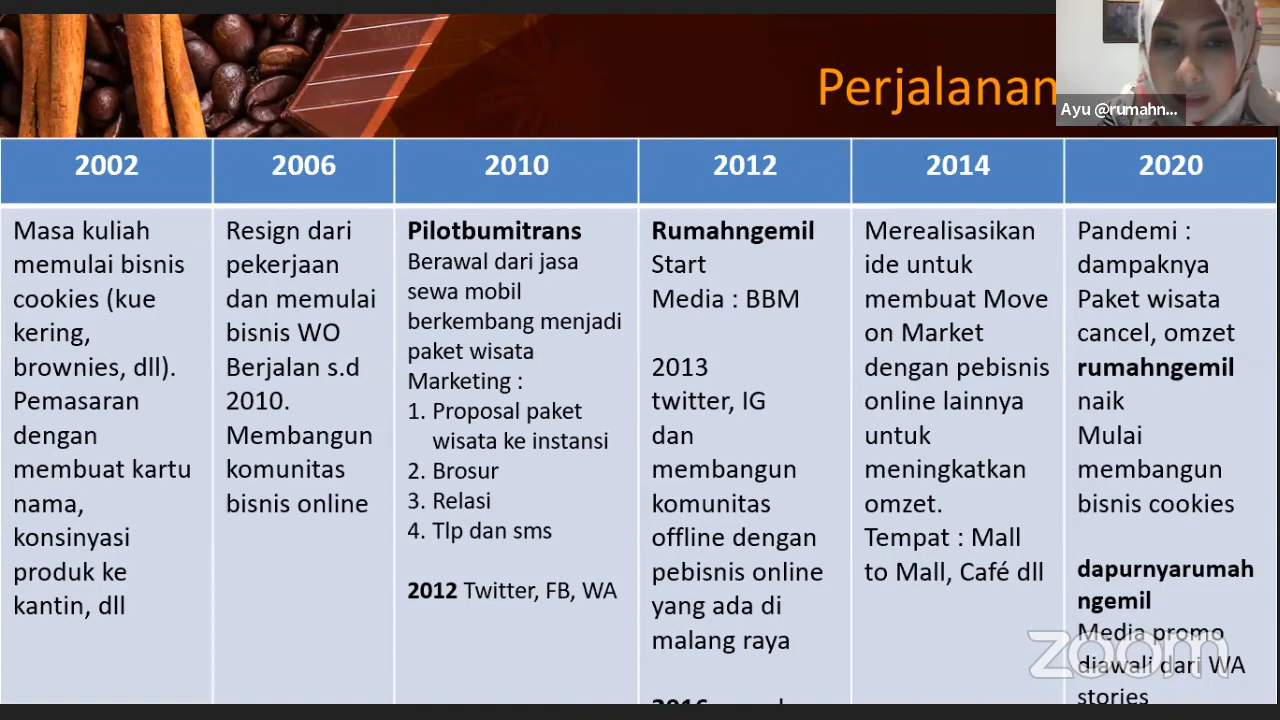 Perjalanan
Ayu @rumahn...
2002
2006
2010
2012
2014
2020
Masa kuliah
memulai bisnis
cookies (kue
kering,
brownies, dll).
Pemasaran
dengan
membuat kartu
nama,
konsinyasi
produk ke
kantin, dll
Resign dari
pekerjaan
dan memulai
bisnis WO
Berjalan s.d
2010.
Membangun
komunitas
bisnis online
Pilotbumitrans
Berawal dari jasa
sewa mobil
berkembang menjadi
paket wisata
Marketing :
1. Proposal paket
wisata ke instansi
2. Brosur
3. Relasi
4. Tlp dan sms
2012 Twitter, FB, WA
Rumahngemil
Start
Media : BBM
2013
twitter, IG
dan
membangun
komunitas
offline dengan
pebisnis online
yang ada di
malang raya
Merealisasikan
ide untuk
membuat Move
on Market
dengan pebisnis
online lainnya
untuk
meningkatkan
omzet.
Tempat : Mall
to Mall, Café dll
Pandemi :
dampaknya
Paket wisata
cancel, omzet
rumahngemil
naik
Mulai
membangun
bisnis cookies
dapurnyarumah
ngemil
Media promo
diawali dari WA
stories
zoom